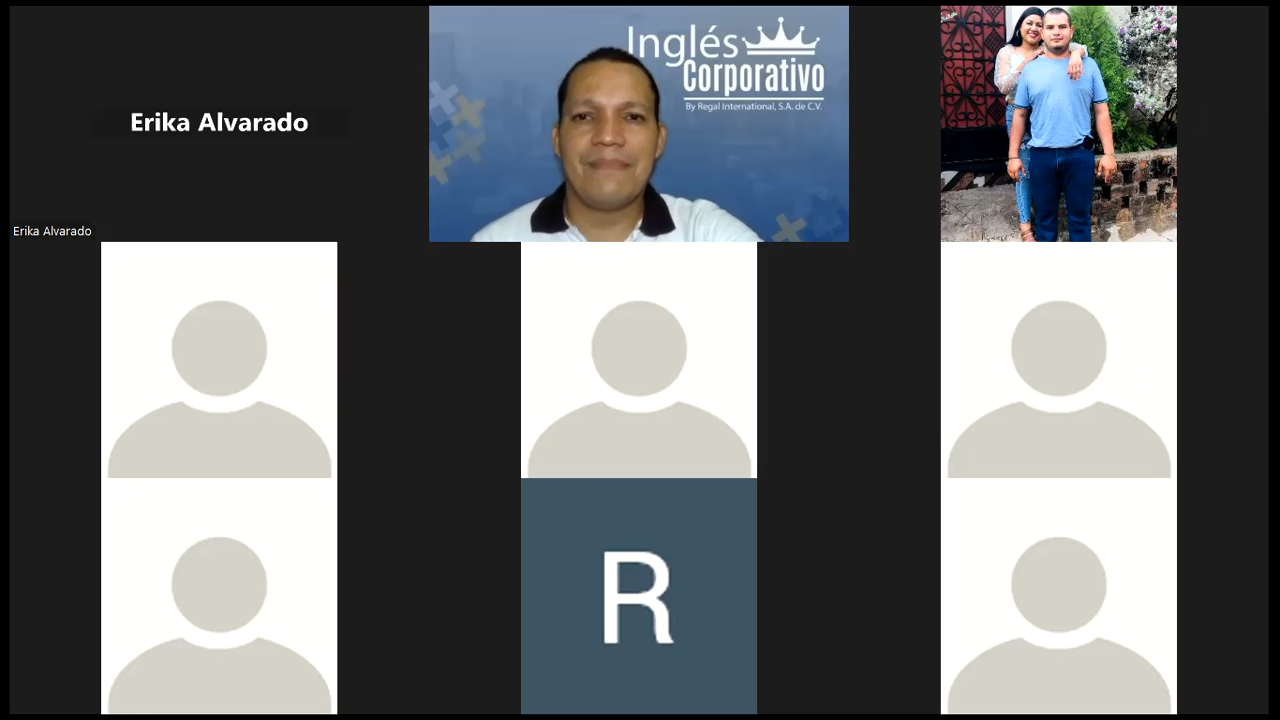 Erika Alvarado
Inglés
Corporativo
By Regal International, S.A. de C.V.
Erika Alvarado
R